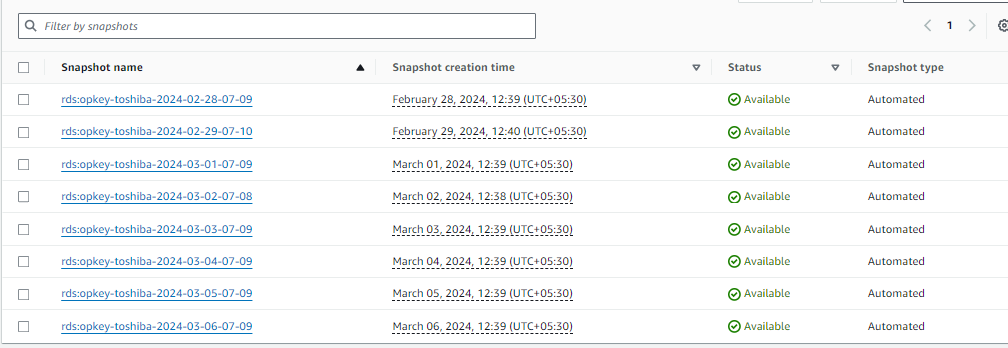 Filter by snapshots
1
Snapshot name Snapshot creation time Status Snapshot type
rds:opkey-toshiba-2024-02-28-07-09 February 28, 2024, 12:39 (UTC+05:30) Available Automated
rds:opkey-toshiba-2024-02-29-07-10 February 29, 2024, 12:40 (UTC+05:30) Available Automated
rds:opkey-toshiba-2024-03-01-07-09 March 01, 2024, 12:39 (UTC+05:30) Available Automated
rds:opkey-toshiba-2024-03-02-07-08 March 02, 2024, 12:38 (UTC+05:30) Available Automated
rds:opkey-toshiba-2024-03-03-07-09 March 03, 2024, 12:39 (UTC+05:30) Available Automated
rds:opkey-toshiba-2024-03-04-07-09 March 04, 2024, 12:39 (UTC+05:30) Available Automated
rds:opkey-toshiba-2024-03-05-07-09 March 05, 2024, 12:39 (UTC+05:30) Available Automated
rds:opkey-toshiba-2024-03-06-07-09 March 06, 2024, 12:39 (UTC+05:30) Available Automated